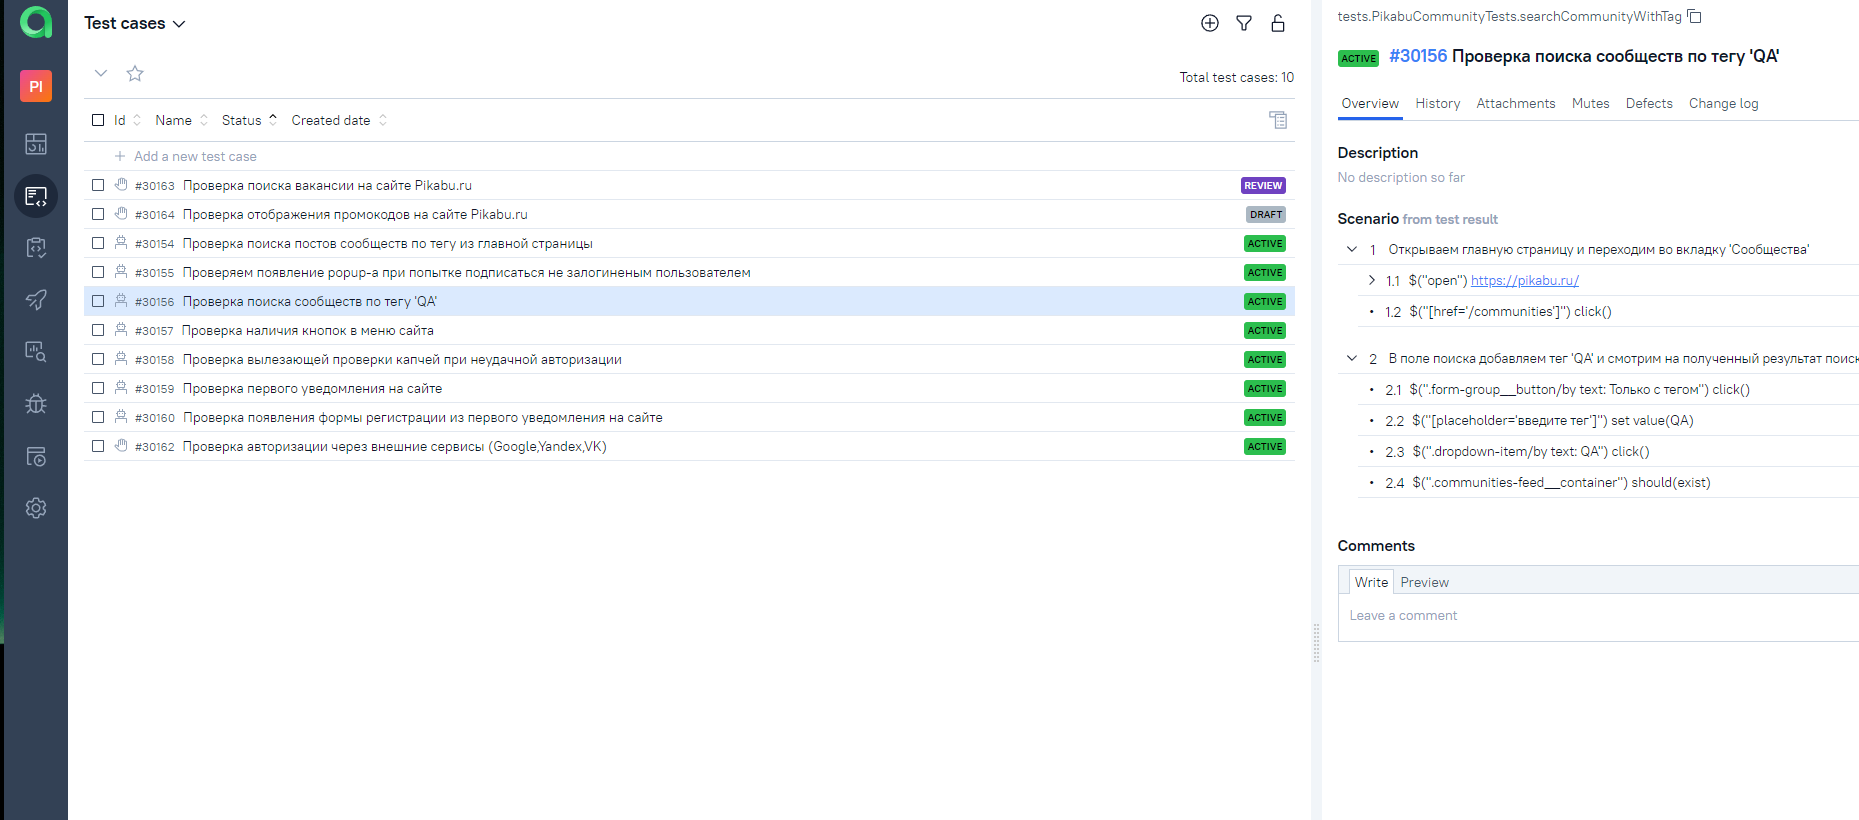 Test cases
PI
Total test cases: 10
Id Name Status Created date
Add a new test case
#30163 Проверка поиска вакансии на сайте Pikabu.ru REVIEW
#30164 Проверка отображения промокодов на сайте Pikabu.ru DRAFT
#30154 Проверка поиска постов сообществ по тегу из главной страницы ACTIVE
#30155 Проверяем появление popup-а при попытке подписаться не залогиненым пользователем ACTIVE
#30156 Проверка поиска сообществ по тегу 'QA' ACTIVE
#30157 Проверка наличия кнопок в меню сайта ACTIVE
#30158 Проверка вылезающей проверки капчей при неудачной авторизации ACTIVE
#30159 Проверка первого уведомления на сайте ACTIVE
#30160 Проверка появления формы регистрации из первого уведомления на сайте ACTIVE
#30162 Проверка авторизации через внешние сервисы (Google,Yandex,VK) ACTIVE
tests.PikabuCommunityTests.searchCommunityWithTag
ACTIVE #30156 Проверка поиска сообществ по тегу 'QA'
Overview History Attachments Mutes Defects Change log
Description
No description so far
Scenario from test result
1 Открываем главную страницу и переходим во вкладку 'Сообщества'
1.1 $("open") https://pikabu.ru/
1.2 $("[href='/communities']") click()
2 В поле поиска добавляем тег 'QA' и смотрим на полученный результат поиск
2.1 $(".form-group__button/by text: Только с тегом") click()
2.2 $("[placeholder='введите тег']") set value(QA)
2.3 $(".dropdown-item/by text: QA") click()
2.4 $(".communities-feed__container") should(exist)
Comments
Write Preview
Leave a comment